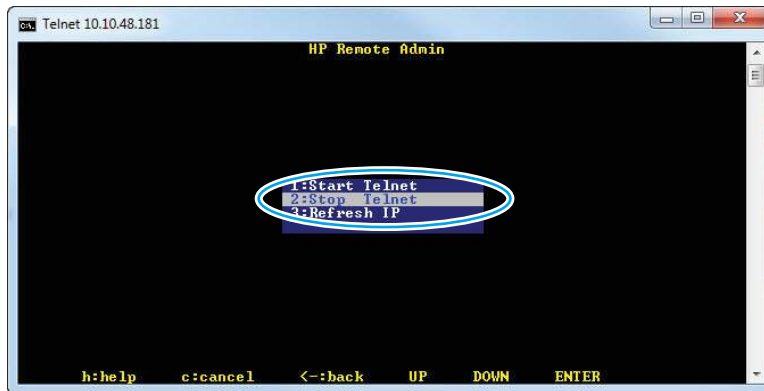 Telnet 10.10.48.181
HP Remote Admin
1:Start Telnet
2:Stop Telnet
3:Refresh IP
h:help c:cancel <-:back UP DOWN ENTER